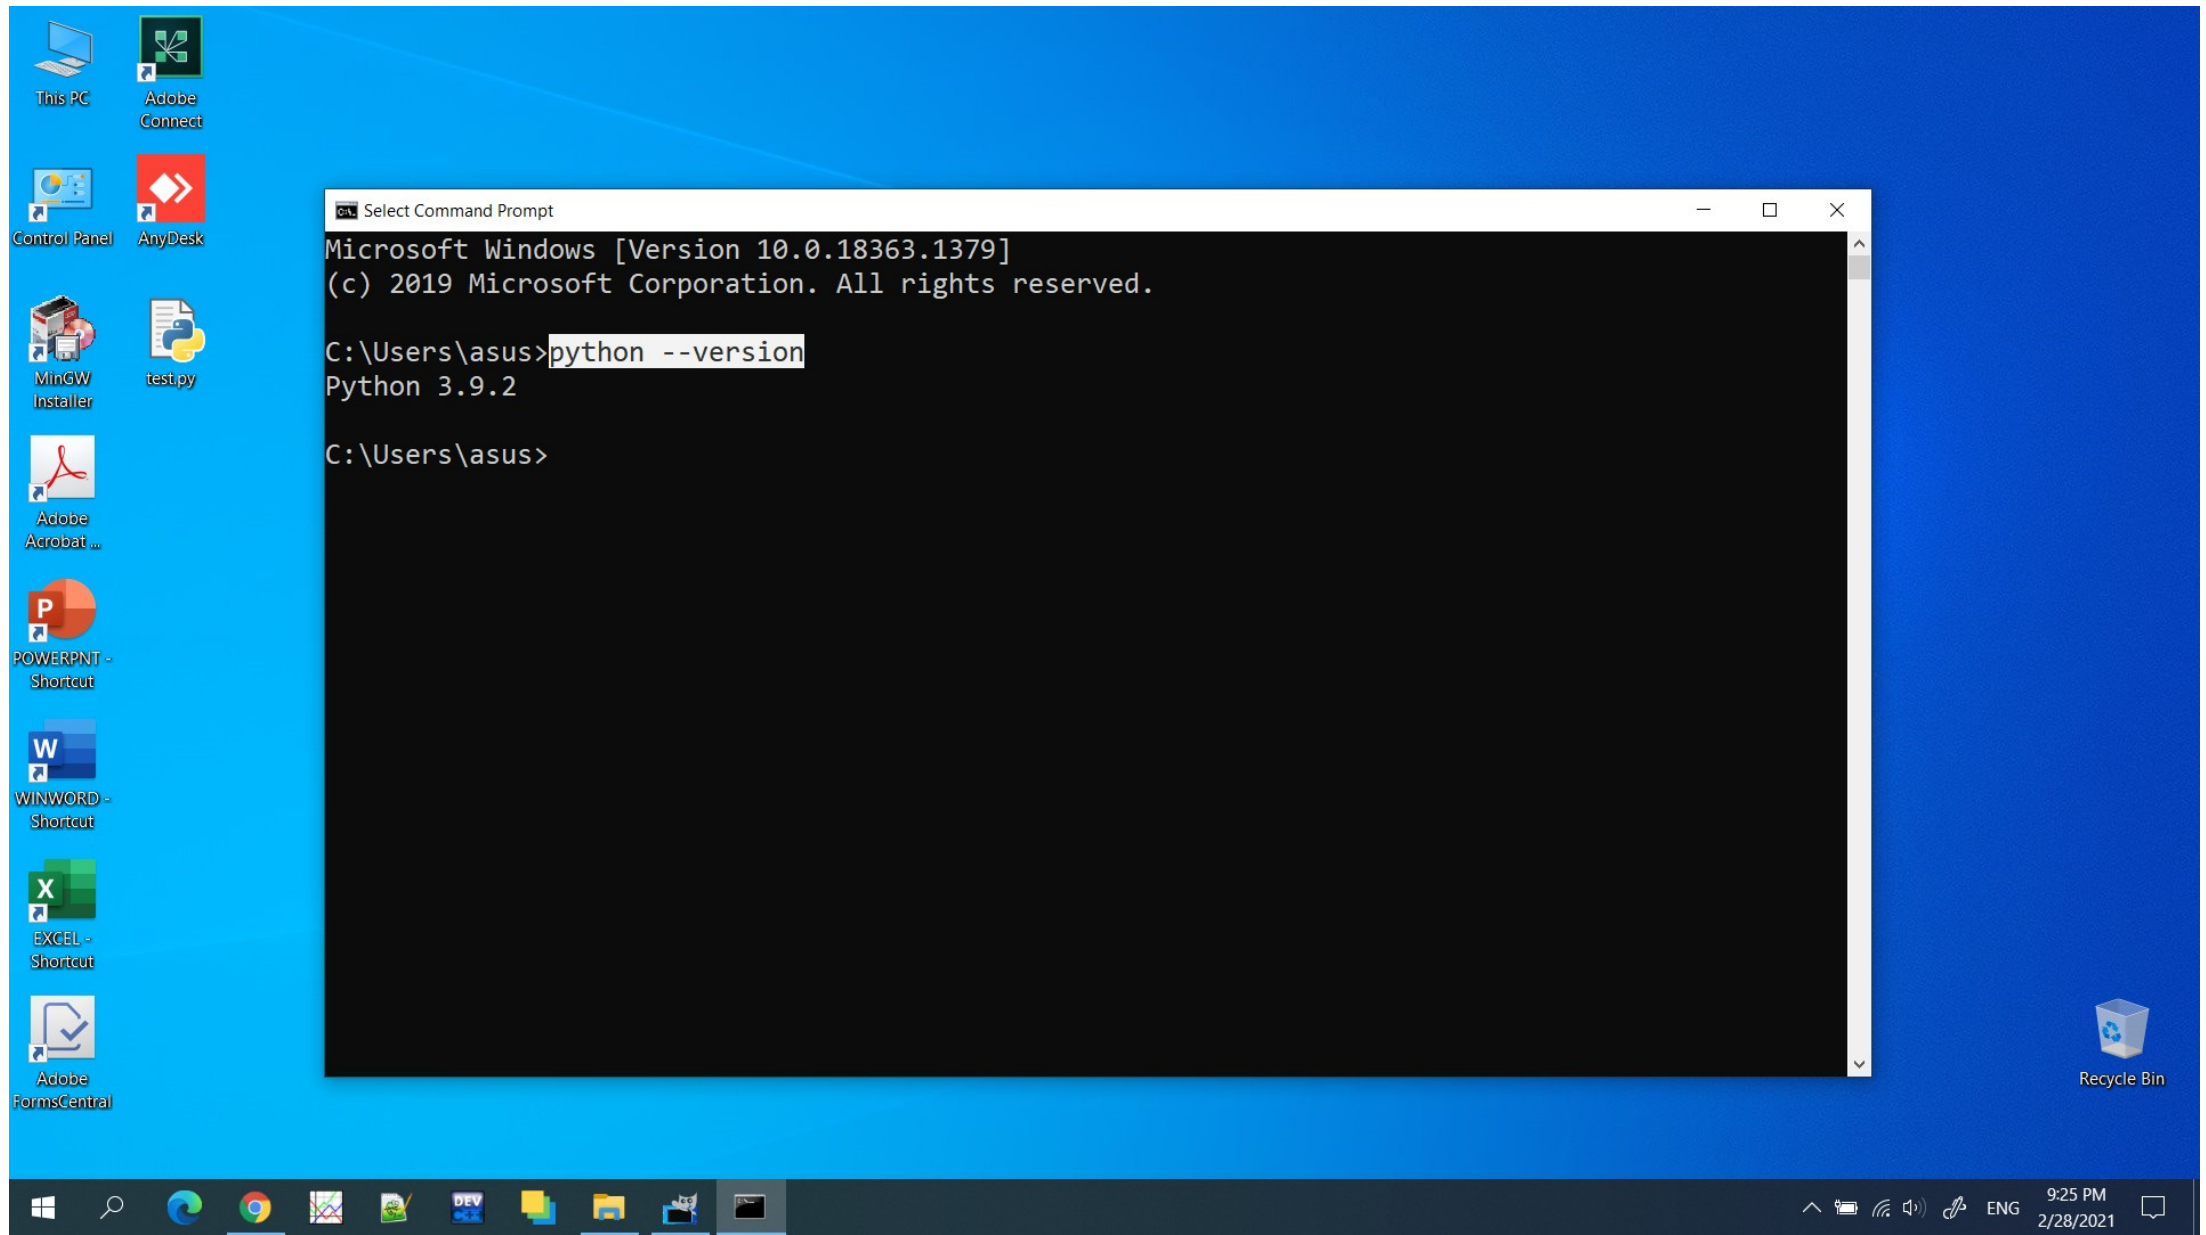 This PC
Adobe
Connect
Control Panel
AnyDesk
MinGW
Installer
test.py
Adobe
Acrobat ...
P
POWERPNT -
Shortcut
W
WINWORD -
Shortcut
X
EXCEL -
Shortcut
Adobe
FormsCentral
C:\.
Select Command Prompt
Microsoft Windows [Version 10.0.18363.1379]
(c) 2019 Microsoft Corporation. All rights reserved.
C:\Users\asus>python --version
Python 3.9.2
C:\Users\asus>
Recycle Bin
DEV
C++
ENG
9:25 PM
2/28/2021